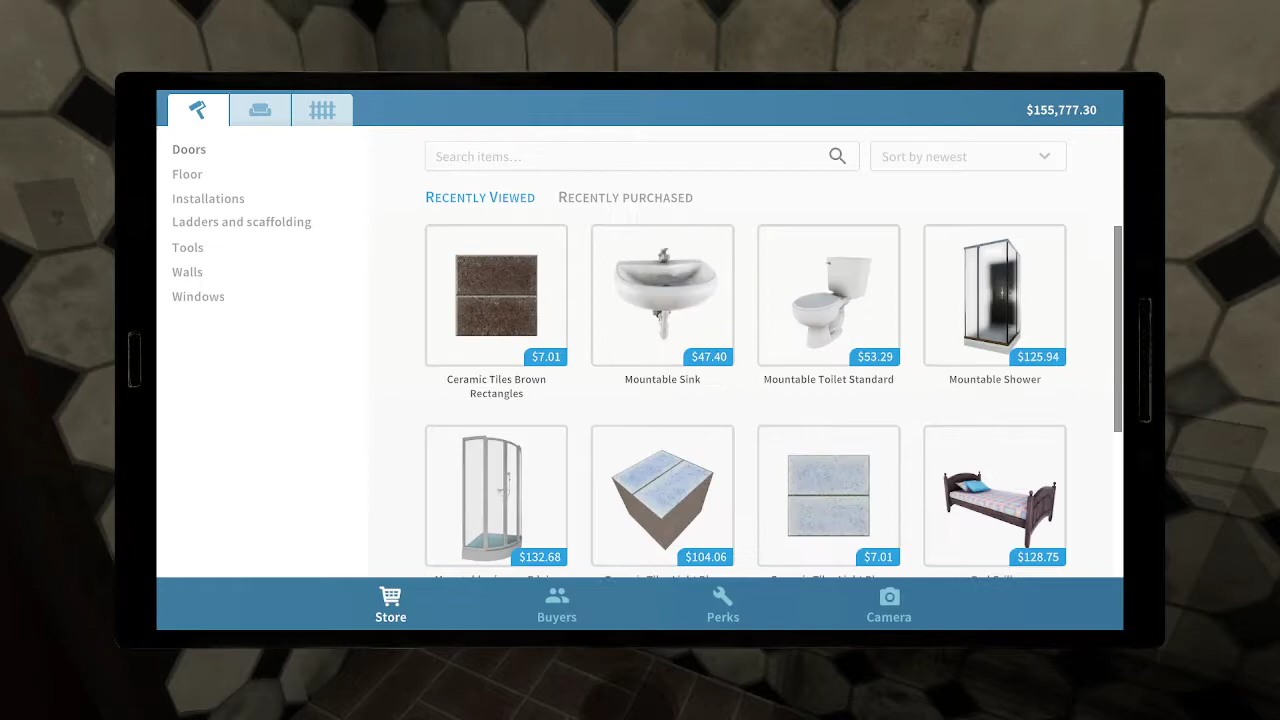 $155,777.30
Doors
Floor
Installations
Ladders and scaffolding
Tools
Walls
Windows
Search items...
Sort by newest
RECENTLY VIEWED
RECENTLY PURCHASED
$7.01
Ceramic Tiles Brown
Rectangles
$47.40
Mountable Sink
$53.29
Mountable Toilet Standard
$125.94
Mountable Shower
$132.68
$104.06
$7.01
$128.75
Store
Buyers
Perks
Camera